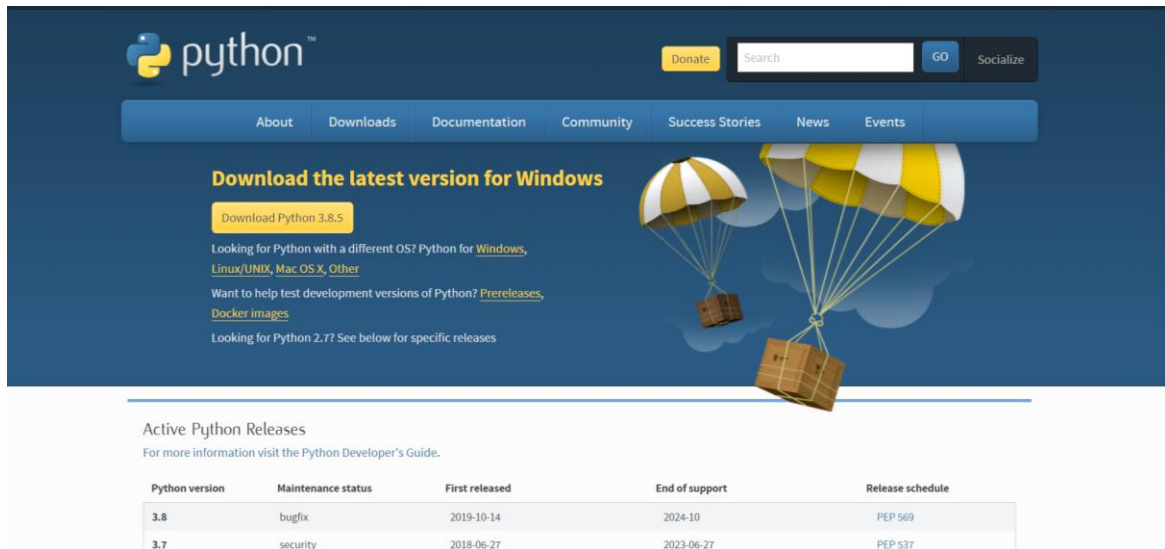 python™
Donate
Search
GO
Socialize
About Downloads Documentation Community Success Stories News Events
Download the latest version for Windows
Download Python 3.8.5
Looking for Python with a different OS? Python for Windows,
Linux/UNIX, Mac OS X, Other
Want to help test development versions of Python? Prereleases,
Docker images
Looking for Python 2.7? See below for specific releases
Active Python Releases
For more information visit the Python Developer's Guide.
Python version Maintenance status First released End of support Release schedule
3.8 bugfix 2019-10-14 2024-10 PEP 569
3.7 security 2018-06-27 2023-06-27 PEP 537